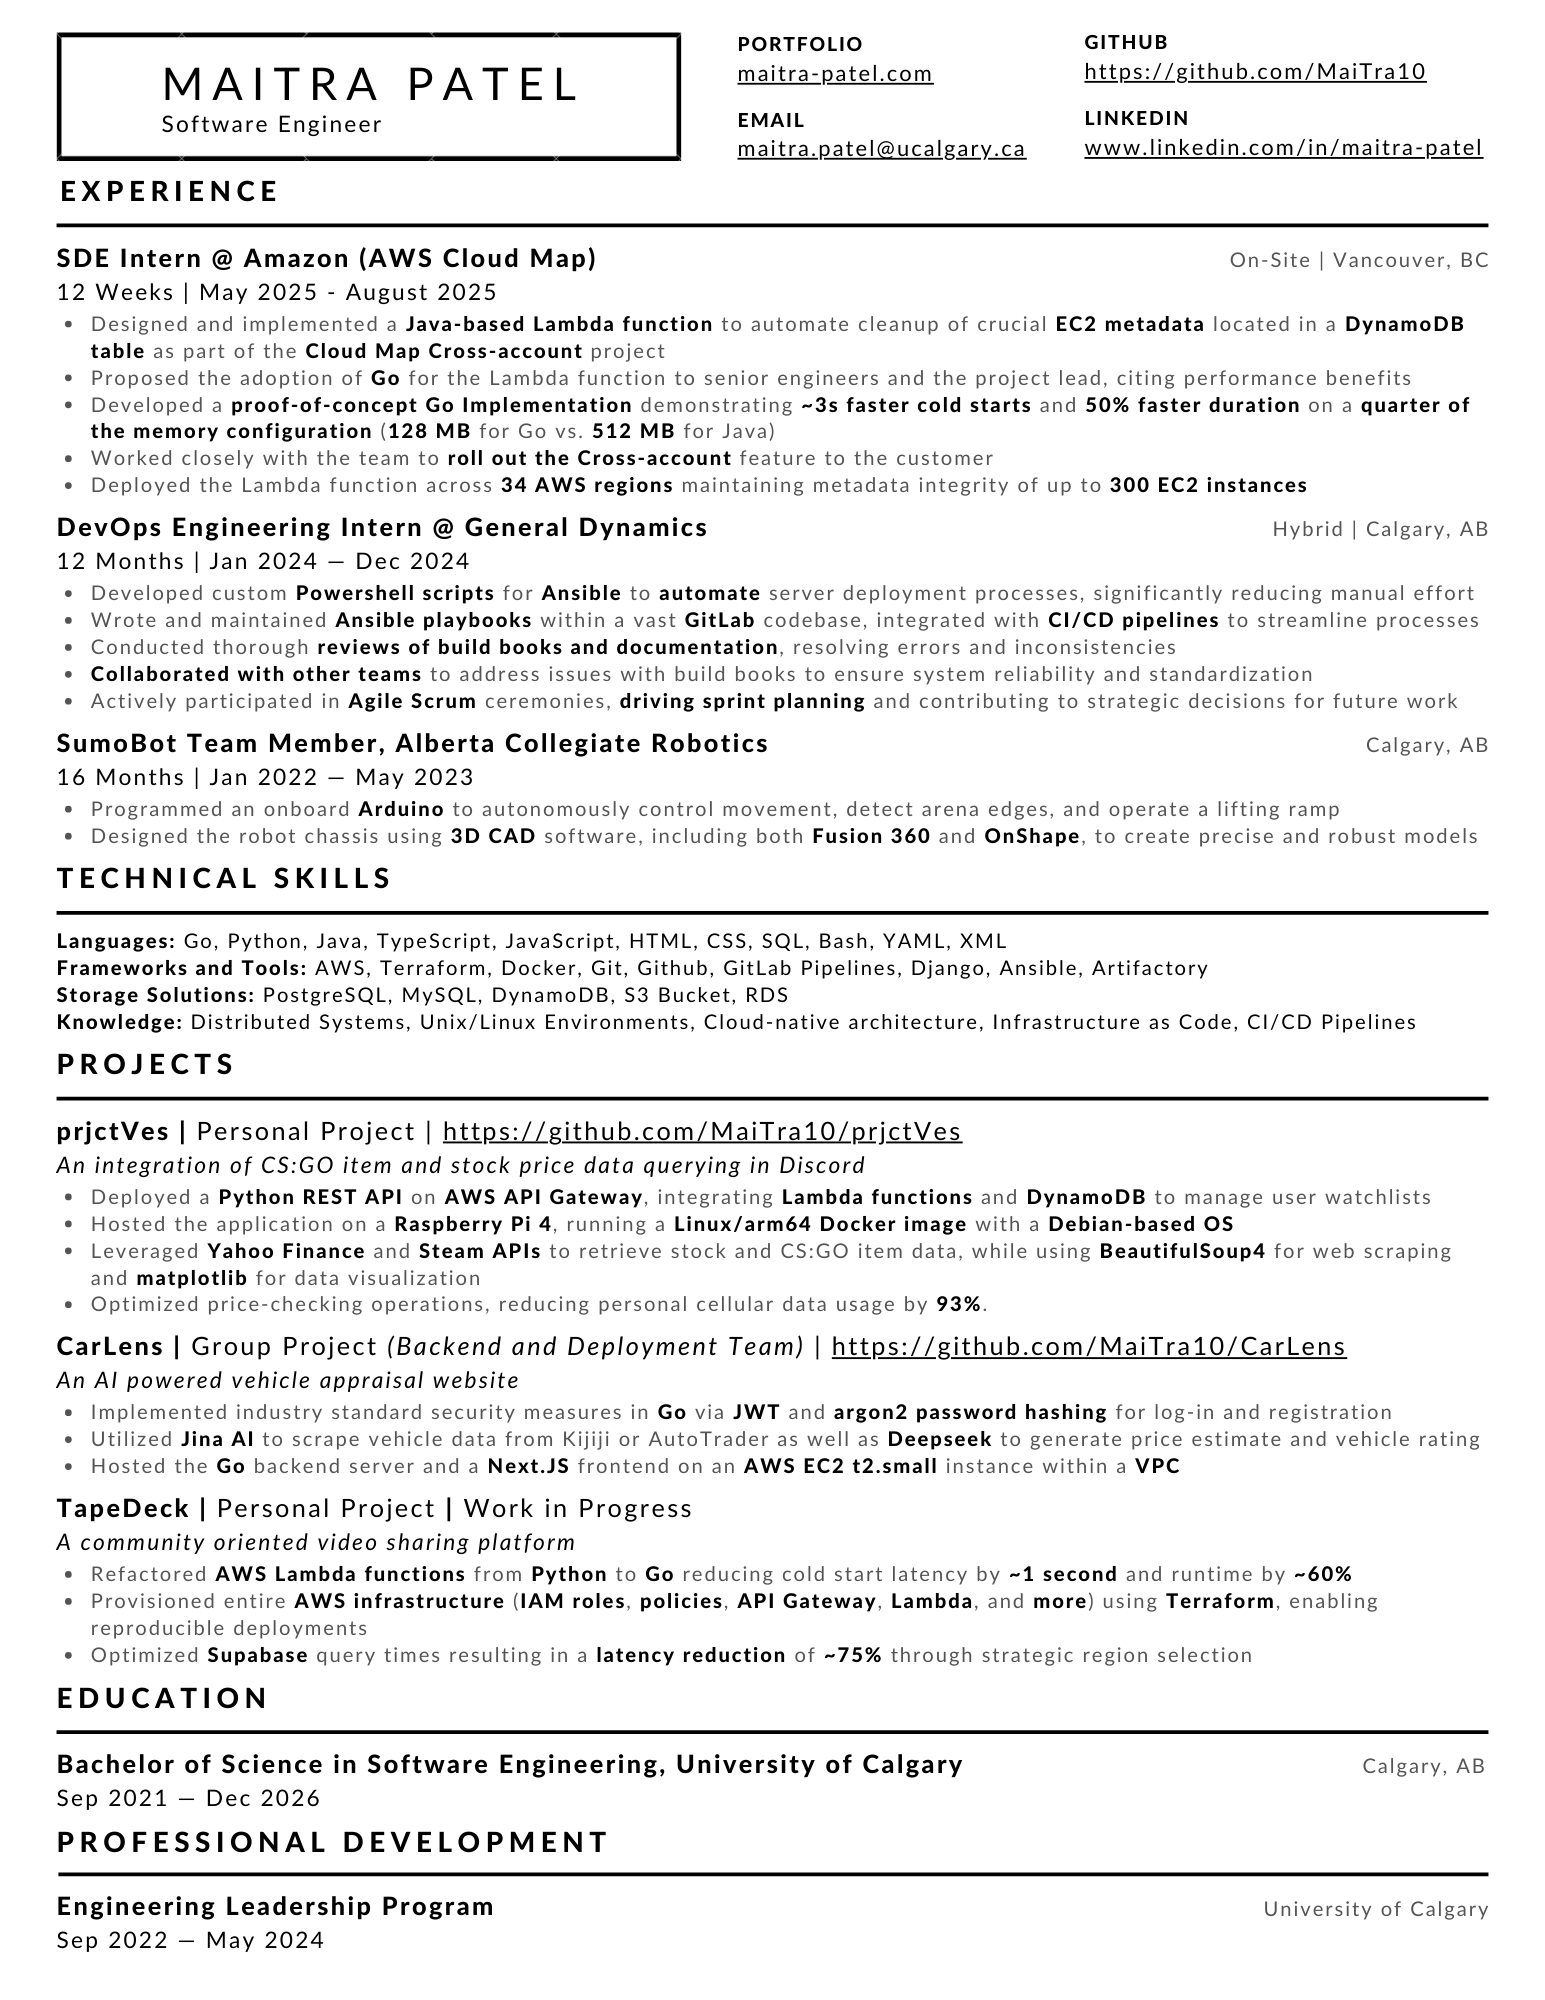 MAITRA PATEL
Software Engineer
PORTFOLIO
maitra-patel.com
EMAIL
maitra.patel@ucalgary.ca
GITHUB
https://github.com/MaiTra10
LINKEDIN
www.linkedin.com/in/maitra-patel
EXPERIENCE
SDE Intern @ Amazon (AWS Cloud Map)
On-Site | Vancouver, BC
12 Weeks | May 2025 - August 2025
• Designed and implemented a Java-based Lambda function to automate cleanup of crucial EC2 metadata located in a DynamoDB
table as part of the Cloud Map Cross-account project
• Proposed the adoption of Go for the Lambda function to senior engineers and the project lead, citing performance benefits
• Developed a proof-of-concept Go Implementation demonstrating ~3s faster cold starts and 50% faster duration on a quarter of
the memory configuration (128 MB for Go vs. 512 MB for Java)
• Worked closely with the team to roll out the Cross-account feature to the customer
• Deployed the Lambda function across 34 AWS regions maintaining metadata integrity of up to 300 EC2 instances
DevOps Engineering Intern @ General Dynamics
Hybrid | Calgary, AB
12 Months | Jan 2024 — Dec 2024
• Developed custom Powershell scripts for Ansible to automate server deployment processes, significantly reducing manual effort
• Wrote and maintained Ansible playbooks within a vast GitLab codebase, integrated with CI/CD pipelines to streamline processes
• Conducted thorough reviews of build books and documentation, resolving errors and inconsistencies
• Collaborated with other teams to address issues with build books to ensure system reliability and standardization
• Actively participated in Agile Scrum ceremonies, driving sprint planning and contributing to strategic decisions for future work
SumoBot Team Member, Alberta Collegiate Robotics
Calgary, AB
16 Months | Jan 2022 — May 2023
• Programmed an onboard Arduino to autonomously control movement, detect arena edges, and operate a lifting ramp
• Designed the robot chassis using 3D CAD software, including both Fusion 360 and OnShape, to create precise and robust models
TECHNICAL SKILLS
Languages: Go, Python, Java, TypeScript, JavaScript, HTML, CSS, SQL, Bash, YAML, XML
Frameworks and Tools: AWS, Terraform, Docker, Git, Github, GitLab Pipelines, Django, Ansible, Artifactory
Storage Solutions: PostgreSQL, MySQL, DynamoDB, S3 Bucket, RDS
Knowledge: Distributed Systems, Unix/Linux Environments, Cloud-native architecture, Infrastructure as Code, CI/CD Pipelines
PROJECTS
prjctVes | Personal Project | https://github.com/MaiTra10/prjctVes
An integration of CS:GO item and stock price data querying in Discord
• Deployed a Python REST API on AWS API Gateway, integrating Lambda functions and DynamoDB to manage user watchlists
• Hosted the application on a Raspberry Pi 4, running a Linux/arm64 Docker image with a Debian-based OS
• Leveraged Yahoo Finance and Steam APIs to retrieve stock and CS:GO item data, while using BeautifulSoup4 for web scraping
and matplotlib for data visualization
• Optimized price-checking operations, reducing personal cellular data usage by 93%.
CarLens | Group Project (Backend and Deployment Team) | https://github.com/MaiTra10/CarLens
An AI powered vehicle appraisal website
• Implemented industry standard security measures in Go via JWT and argon2 password hashing for log-in and registration
• Utilized Jina AI to scrape vehicle data from Kijiji or AutoTrader as well as Deepseek to generate price estimate and vehicle rating
• Hosted the Go backend server and a Next.JS frontend on an AWS EC2 t2.small instance within a VPC
TapeDeck | Personal Project | Work in Progress
A community oriented video sharing platform
• Refactored AWS Lambda functions from Python to Go reducing cold start latency by ~1 second and runtime by ~60%
• Provisioned entire AWS infrastructure (IAM roles, policies, API Gateway, Lambda, and more) using Terraform, enabling
reproducible deployments
• Optimized Supabase query times resulting in a latency reduction of ~75% through strategic region selection
EDUCATION
Bachelor of Science in Software Engineering, University of Calgary
Calgary, AB
Sep 2021 — Dec 2026
PROFESSIONAL DEVELOPMENT
Engineering Leadership Program
University of Calgary
Sep 2022 — May 2024